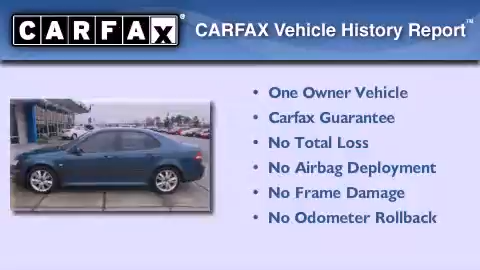 CARFAX® CARFAX Vehicle History Report™
• One Owner Vehicle
• Carfax Guarantee
• No Total Loss
• No Airbag Deployment
• No Frame Damage
• No Odometer Rollback